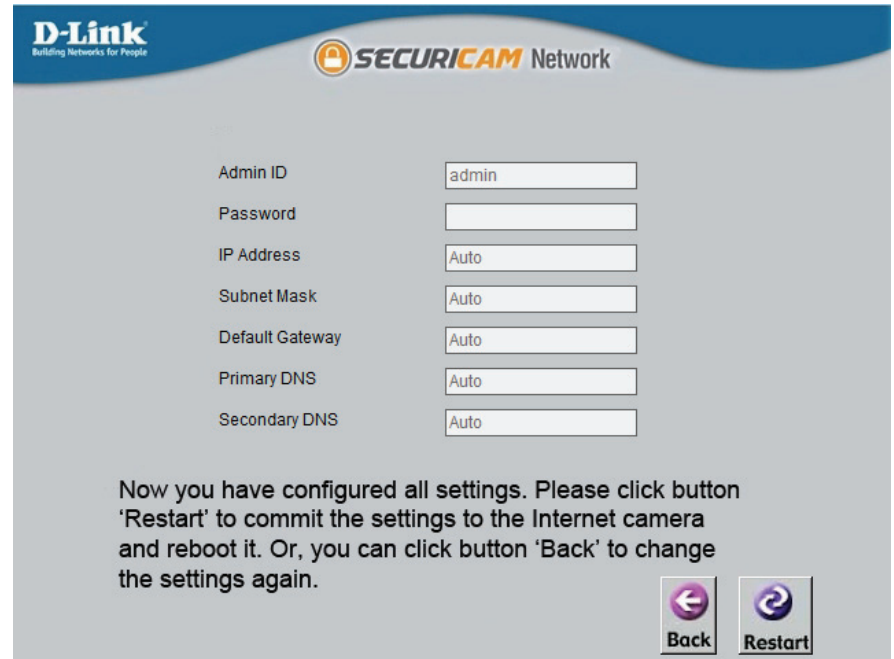 D-Link
Building Networks for People
SECURICAM Network
Admin ID admin
Password
IP Address Auto
Subnet Mask Auto
Default Gateway Auto
Primary DNS Auto
Secondary DNS Auto
Now you have configured all settings. Please click button
‘Restart’ to commit the settings to the Internet camera
and reboot it. Or, you can click button ‘Back’ to change
the settings again.
Back Restart